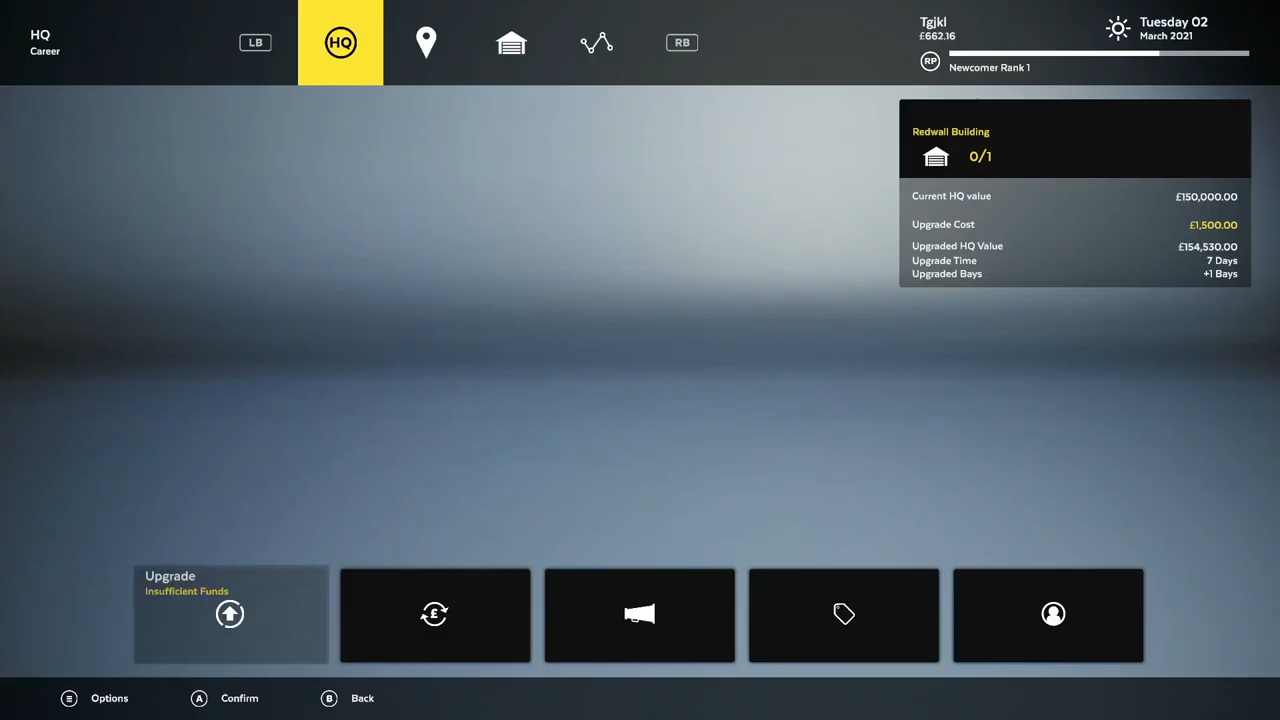 HQ
Career
LB
HQ
RB
Tgjkl
£662.16
Tuesday 02
March 2021
RP
Newcomer Rank 1
Redwall Building
0/1
Current HQ value £150,000.00
Upgrade Cost £1,500.00
Upgraded HQ Value £154,530.00
Upgrade Time 7 Days
Upgraded Bays +1 Bays
Upgrade
Insufficient Funds
£
Options
A Confirm
B Back